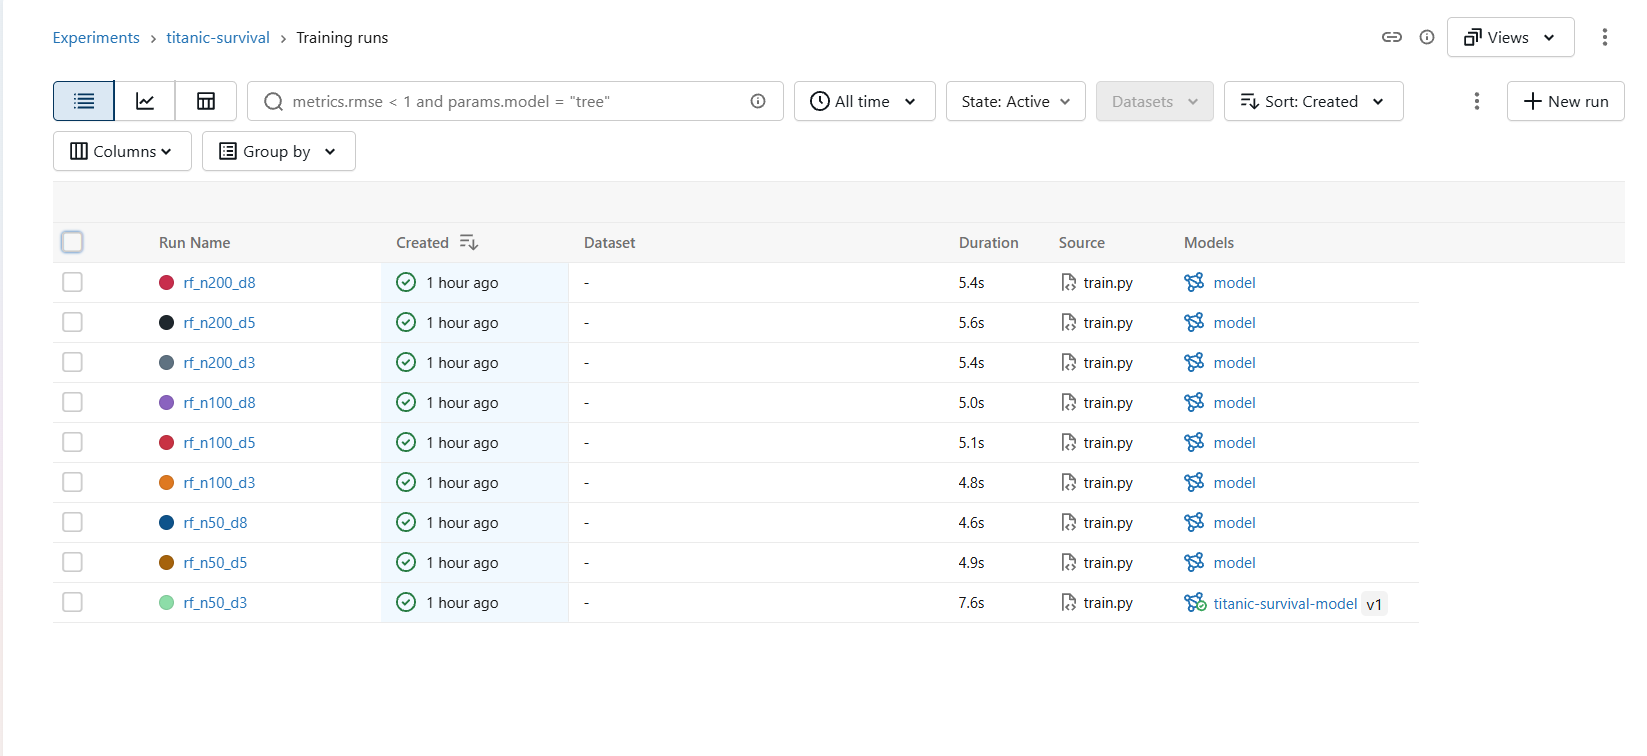 Experiments › titanic-survival › Training runs
Views
metrics.rmse < 1 and params.model = "tree"
All time
State: Active
Datasets
Sort: Created
New run
Columns
Group by
Run Name Created Dataset Duration Source Models
rf_n200_d8 1 hour ago - 5.4s train.py model
rf_n200_d5 1 hour ago - 5.6s train.py model
rf_n200_d3 1 hour ago - 5.4s train.py model
rf_n100_d8 1 hour ago - 5.0s train.py model
rf_n100_d5 1 hour ago - 5.1s train.py model
rf_n100_d3 1 hour ago - 4.8s train.py model
rf_n50_d8 1 hour ago - 4.6s train.py model
rf_n50_d5 1 hour ago - 4.9s train.py model
rf_n50_d3 1 hour ago - 7.6s train.py titanic-survival-model v1